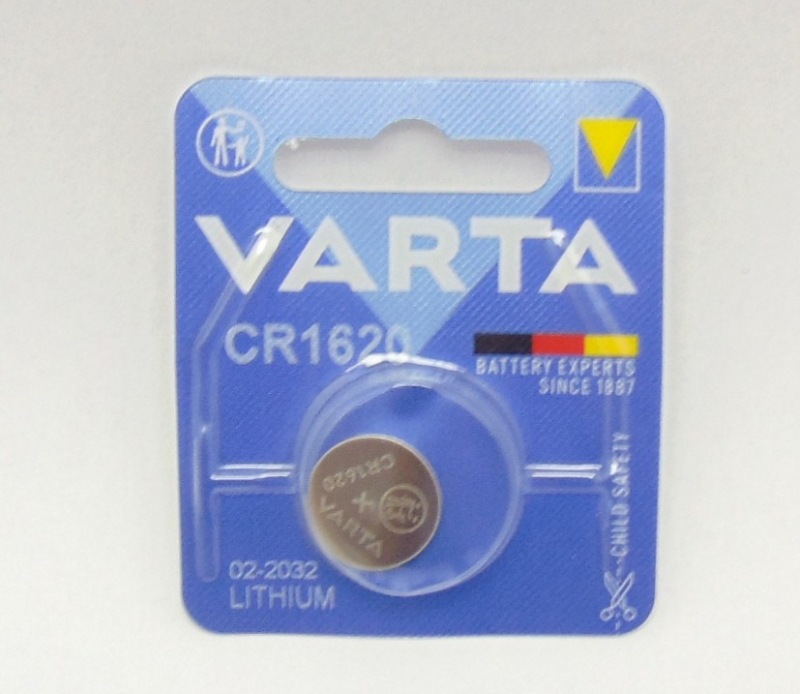 VARTA
CR1620
BATTERY EXPERTS
SINCE 1887
CR1620
+
VARTA
CHILD SAFETY
02-2032
LITHIUM